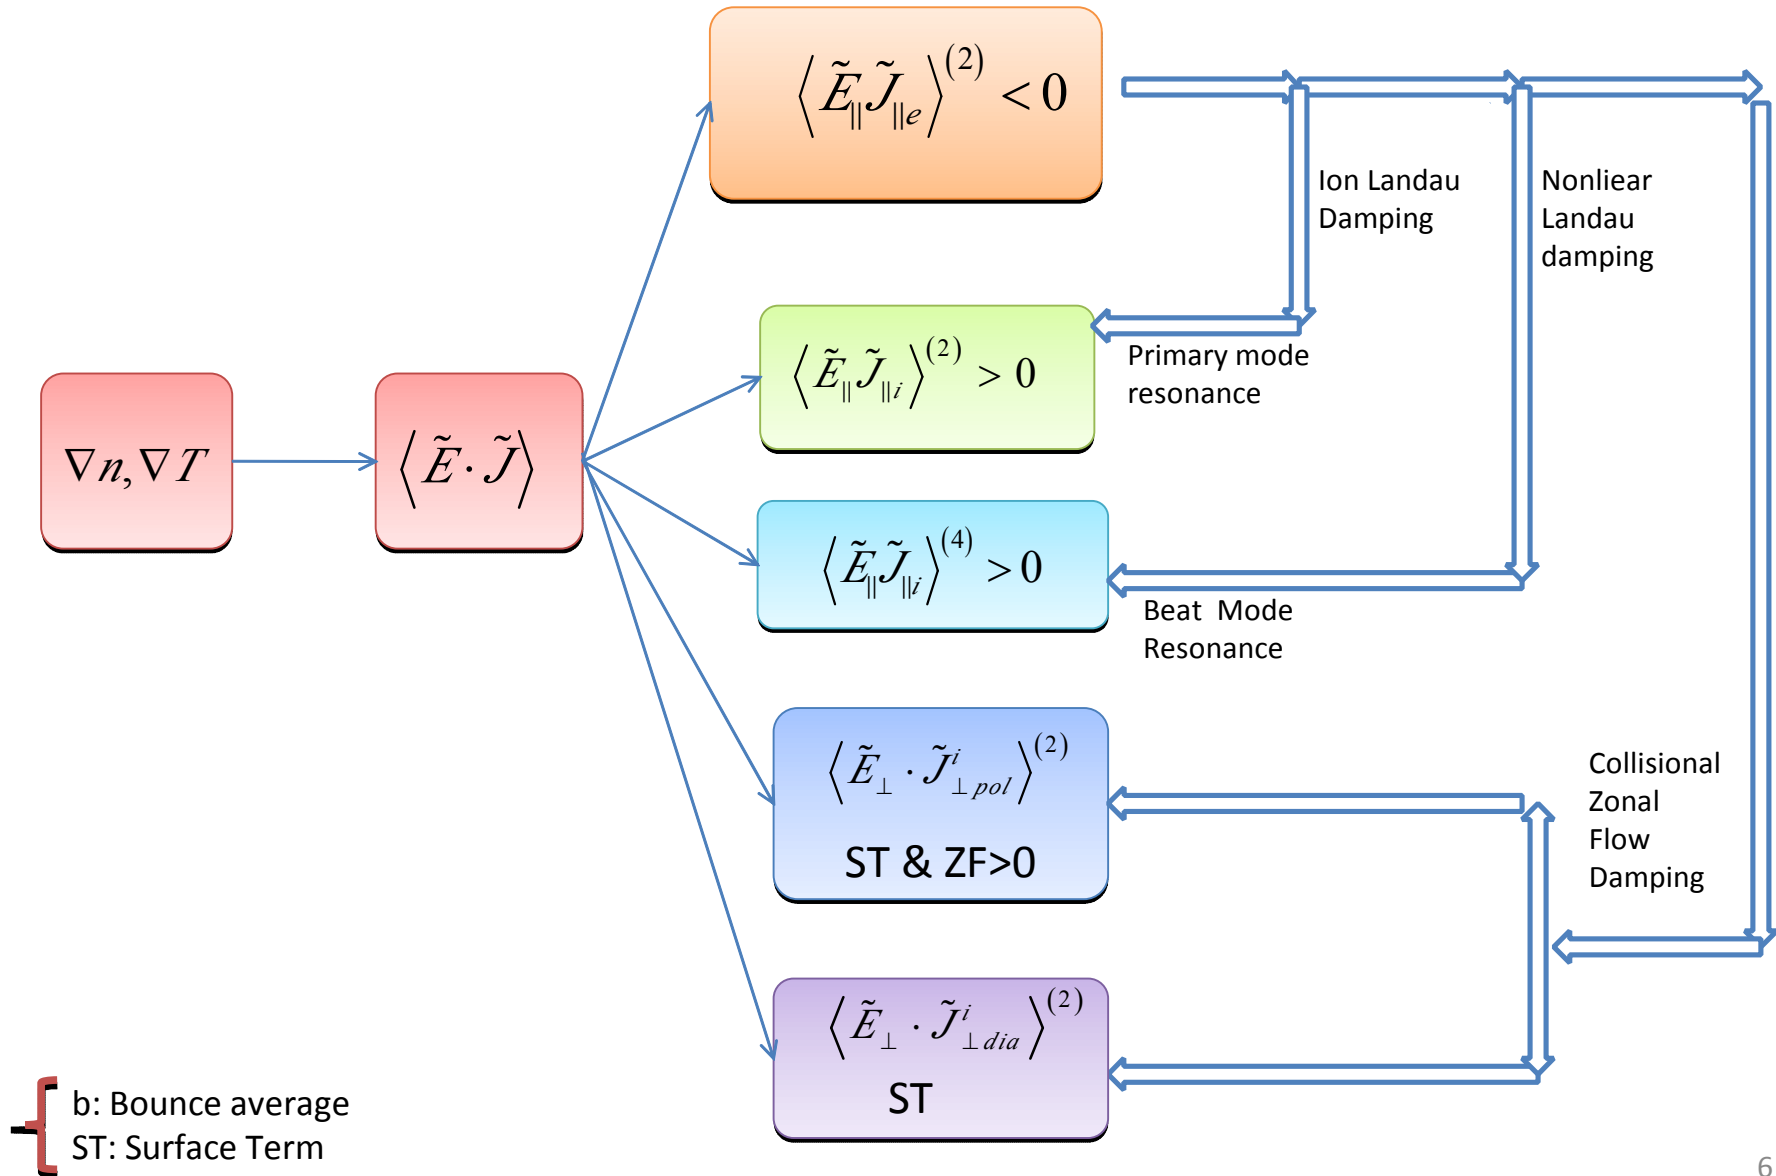 ⟨Ẽ∥J̃∥e⟩(2) < 0
Ion Landau
Damping
Nonliear
Landau
damping
⟨Ẽ∥J̃∥i⟩(2) > 0
Primary mode
resonance
∇n,∇T
⟨Ẽ · J̃⟩
⟨Ẽ∥J̃∥i⟩(4) > 0
Beat Mode
Resonance
⟨Ẽ⊥ · J̃i⊥pol⟩(2)
ST & ZF>0
Collisional
Zonal
Flow
Damping
⟨Ẽ⊥ · J̃i⊥dia⟩(2)
ST
b: Bounce average
ST: Surface Term
6